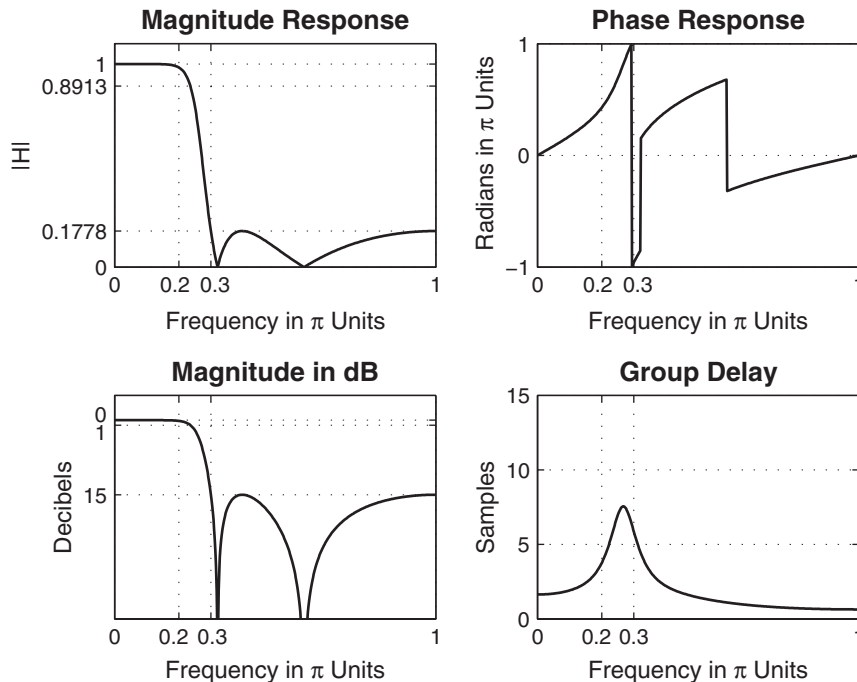 Magnitude Response
|H|
1
0.8913
0.1778
0
0 0.2 0.3 1
Frequency in π Units
Phase Response
Radians in π Units
1
0
−1
0 0.2 0.3 1
Frequency in π Units
Magnitude in dB
Decibels
0
1
15
0 0.2 0.3 1
Frequency in π Units
Group Delay
Samples
15
10
5
0
0 0.2 0.3 1
Frequency in π Units